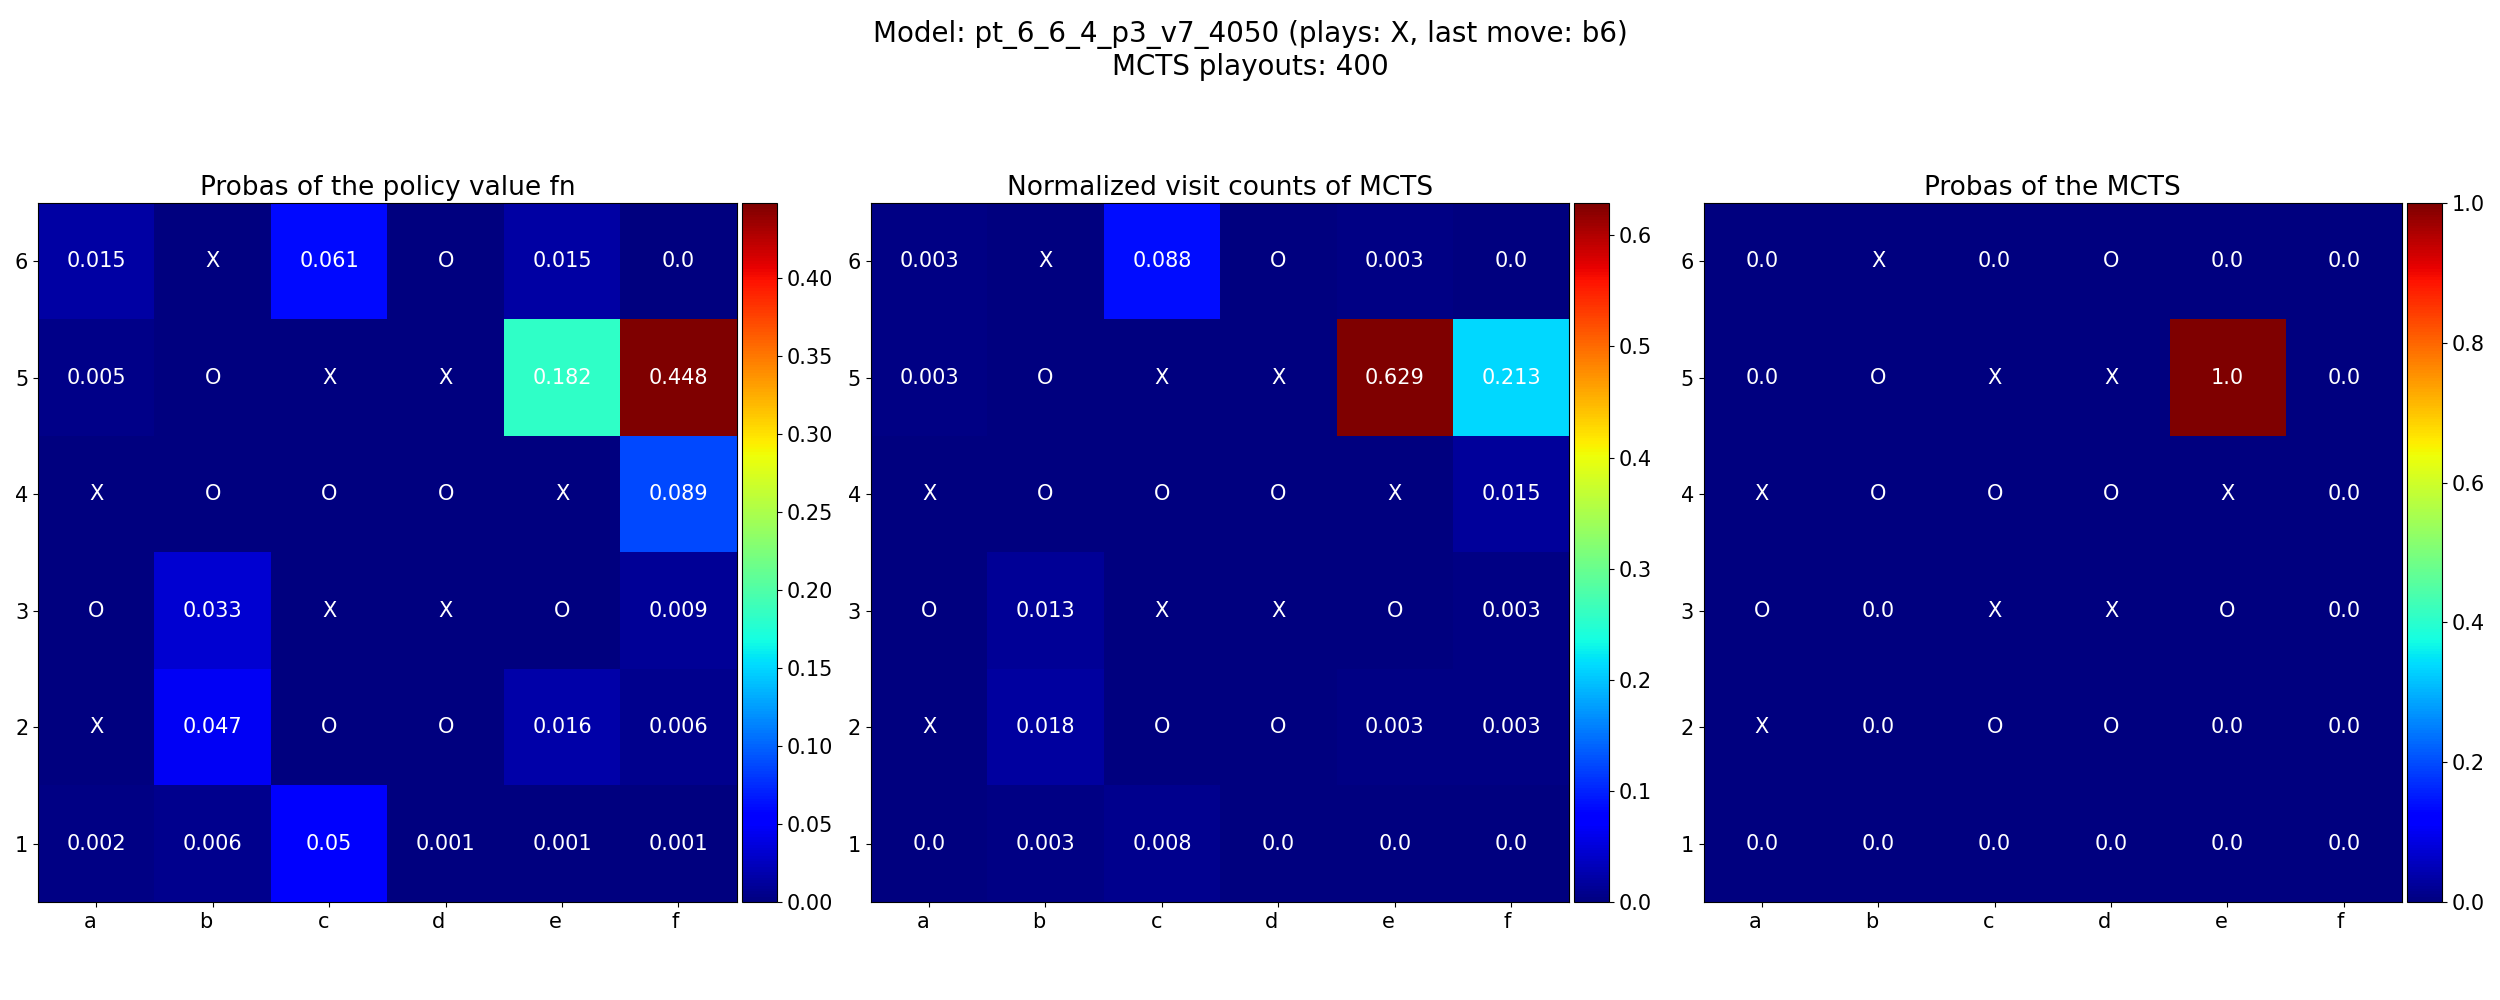 Model: pt_6_6_4_p3_v7_4050 (plays: X, last move: b6)
MCTS playouts: 400
Probas of the policy value fn
6 0.015 X 0.061 O 0.015 0.0
5 0.005 O X X 0.182 0.448
4 X O O O X 0.089
3 O 0.033 X X O 0.009
2 X 0.047 O O 0.016 0.006
1 0.002 0.006 0.05 0.001 0.001 0.001
a b c d e f
0.40
0.35
0.30
0.25
0.20
0.15
0.10
0.05
0.00
Normalized visit counts of MCTS
6 0.003 X 0.088 O 0.003 0.0
5 0.003 O X X 0.629 0.213
4 X O O O X 0.015
3 O 0.013 X X O 0.003
2 X 0.018 O O 0.003 0.003
1 0.0 0.003 0.008 0.0 0.0 0.0
a b c d e f
0.6
0.5
0.4
0.3
0.2
0.1
0.0
Probas of the MCTS
6 0.0 X 0.0 O 0.0 0.0
5 0.0 O X X 1.0 0.0
4 X O O O X 0.0
3 O 0.0 X X O 0.0
2 X 0.0 O O 0.0 0.0
1 0.0 0.0 0.0 0.0 0.0 0.0
a b c d e f
1.0
0.8
0.6
0.4
0.2
0.0